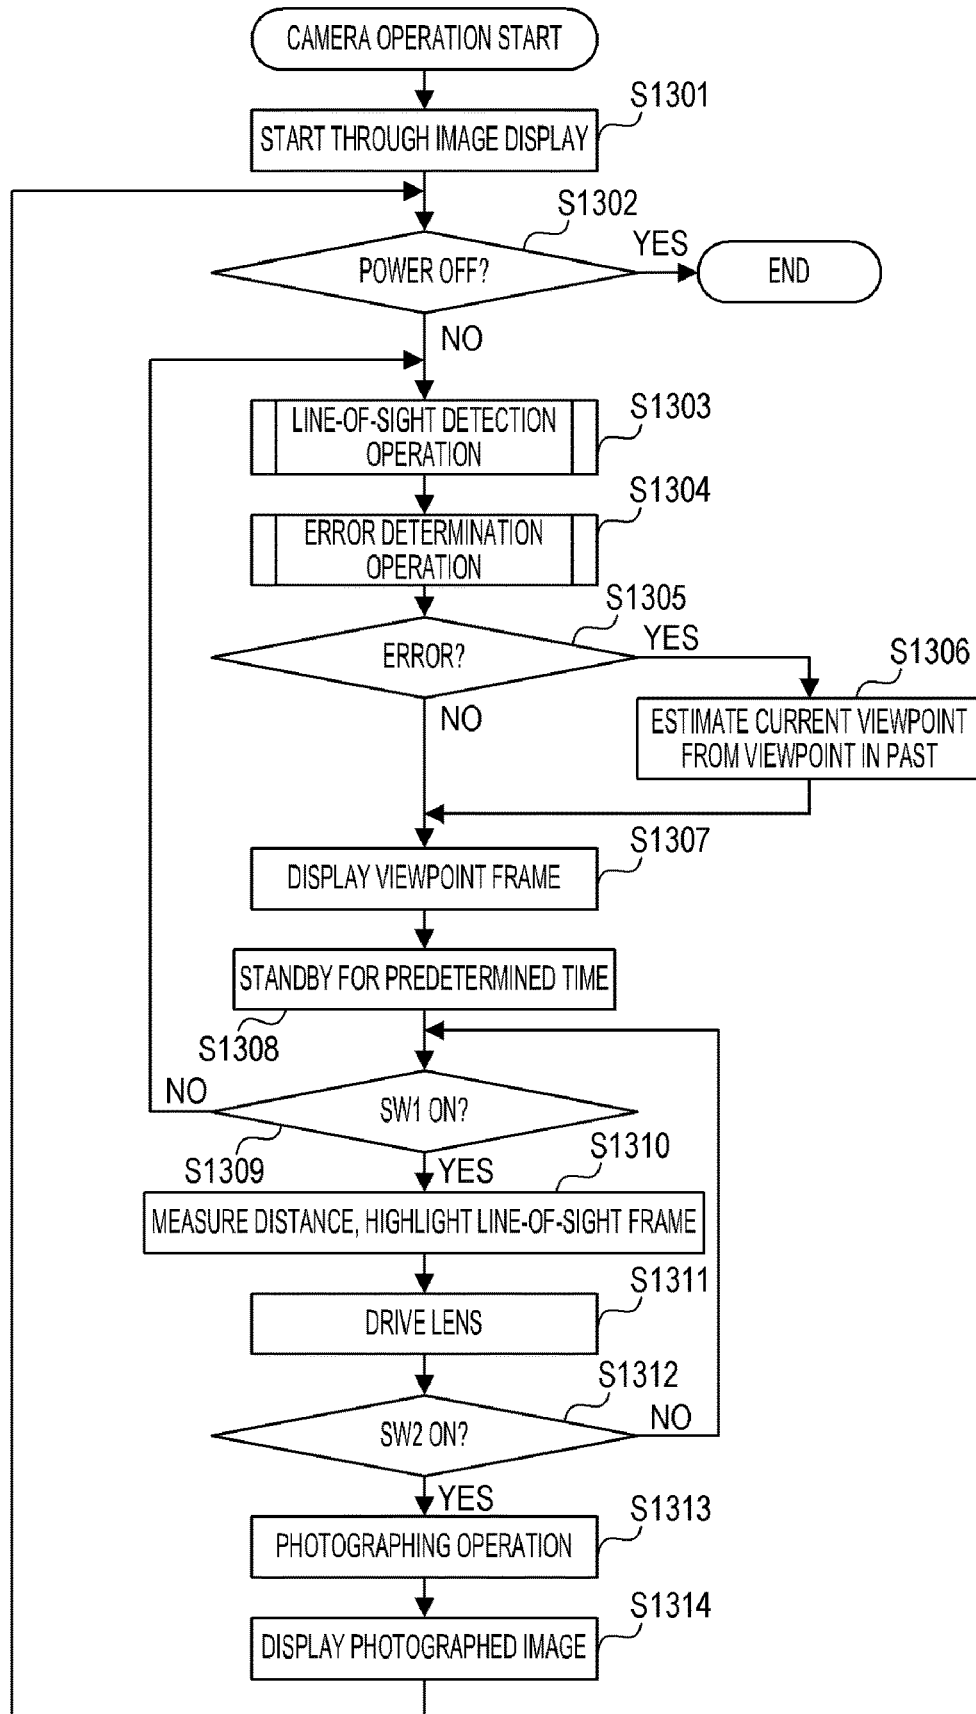 CAMERA OPERATION START
S1301
START THROUGH IMAGE DISPLAY
S1302
POWER OFF?
YES
END
NO
S1303
LINE-OF-SIGHT DETECTION
OPERATION
S1304
ERROR DETERMINATION
OPERATION
S1305
ERROR?
YES
S1306
ESTIMATE CURRENT VIEWPOINT
FROM VIEWPOINT IN PAST
NO
S1307
DISPLAY VIEWPOINT FRAME
STANDBY FOR PREDETERMINED TIME
S1308
NO
SW1 ON?
S1309
YES
S1310
MEASURE DISTANCE, HIGHLIGHT LINE-OF-SIGHT FRAME
S1311
DRIVE LENS
S1312
SW2 ON?
NO
YES
S1313
PHOTOGRAPHING OPERATION
S1314
DISPLAY PHOTOGRAPHED IMAGE